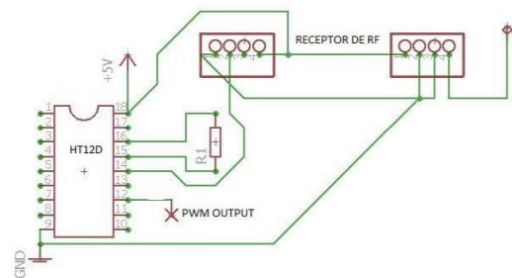 RECEPTOR DE RF
+5V
1 18
2 17
3 16
4 15
5 14
6 13
7 12
8 11
9 10
HT12D
+
R1
+
PWM OUTPUT
GND